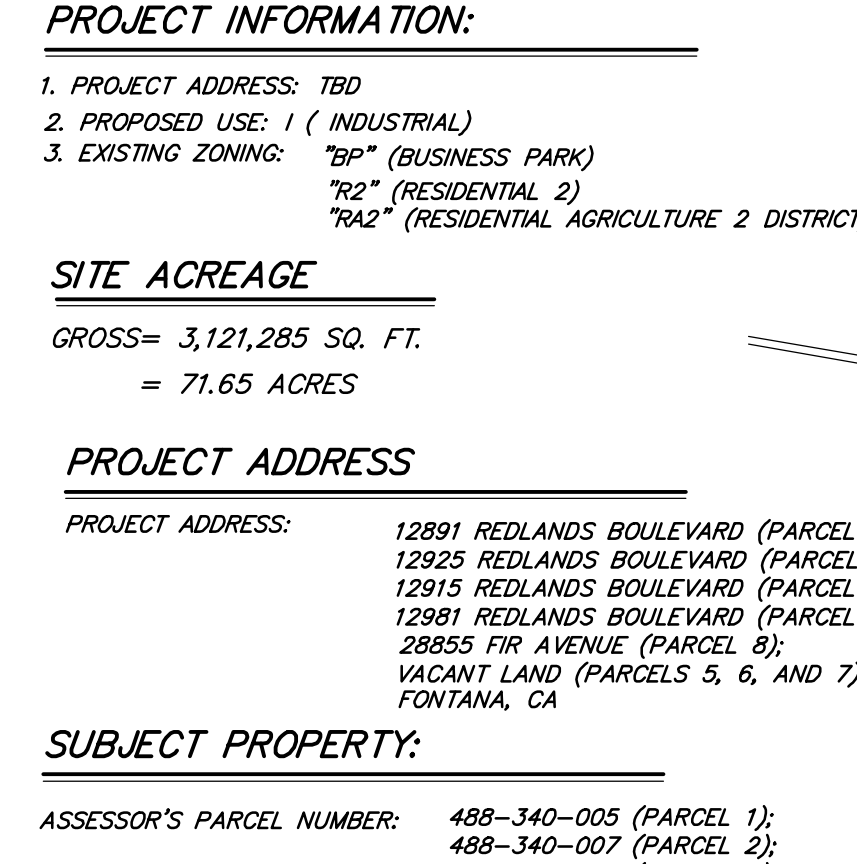 PROJECT INFORMATION:
1. PROJECT ADDRESS: TBD
2. PROPOSED USE: I ( INDUSTRIAL)
3. EXISTING ZONING: "BP" (BUSINESS PARK)
"R2" (RESIDENTIAL 2)
"RA2" (RESIDENTIAL AGRICULTURE 2 DISTRICT
SITE ACREAGE
GROSS= 3,121,285 SQ. FT.
= 71.65 ACRES
PROJECT ADDRESS
PROJECT ADDRESS: 12891 REDLANDS BOULEVARD (PARCEL
12925 REDLANDS BOULEVARD (PARCEL
12915 REDLANDS BOULEVARD (PARCEL
12981 REDLANDS BOULEVARD (PARCEL
28855 FIR AVENUE (PARCEL 8);
VACANT LAND (PARCELS 5, 6, AND 7)
FONTANA, CA
SUBJECT PROPERTY:
ASSESSOR'S PARCEL NUMBER: 488-340-005 (PARCEL 1);
488-340-007 (PARCEL 2);